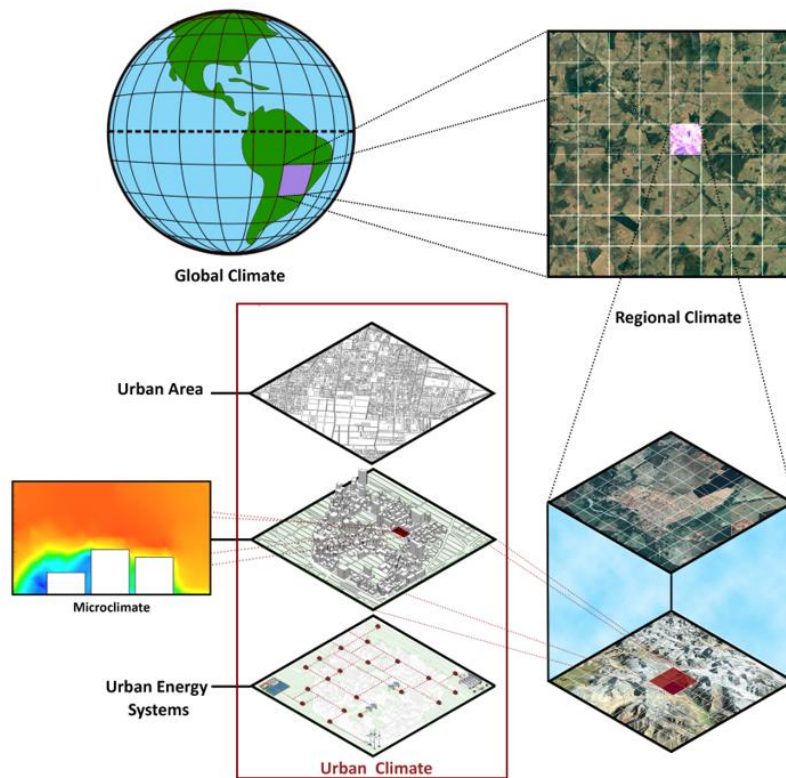 Global Climate
Regional Climate
Urban Area
Microclimate
Urban Energy
Systems
Urban Climate